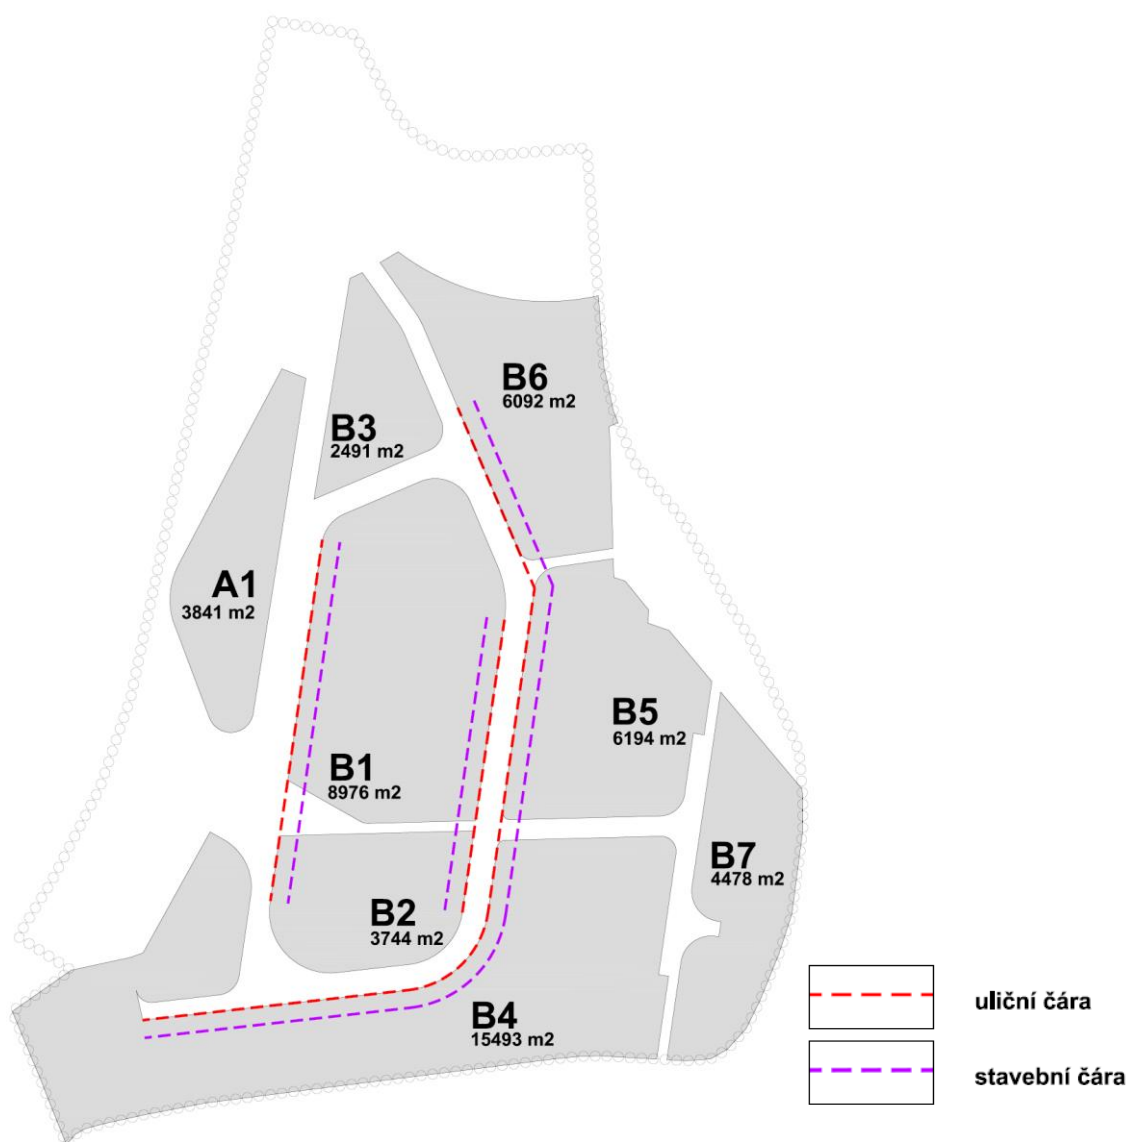 B6
6092 m2
B3
2491 m2
A1
3841 m2
B5
6194 m2
B1
8976 m2
B7
4478 m2
B2
3744 m2
B4
15493 m2
uliční čára
stavební čára